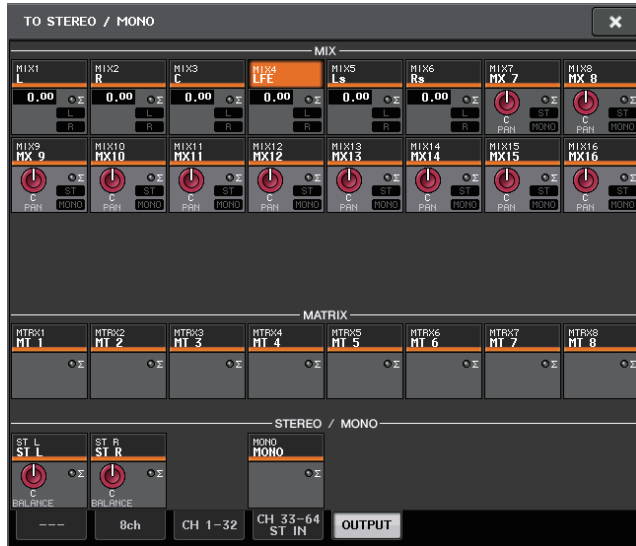 TO STEREO / MONO ×
MIX
MIX1 MIX2 MIX3 MIX4 MIX5 MIX6 MIX7 MIX8
L R C LFE Ls Rs MX 7 MX 8
0.00 Σ 0.00 Σ 0.00 Σ 0.00 Σ 0.00 Σ 0.00 Σ Σ Σ
L L L L L L ST ST
R R R R R R C PAN MONO C PAN MONO
MIX9 MIX10 MIX11 MIX12 MIX13 MIX14 MIX15 MIX16
MX 9 MX10 MX11 MX12 MX13 MX14 MX15 MX16
Σ Σ Σ Σ Σ Σ Σ Σ
ST ST ST ST ST ST ST ST
C C C C C C C C
PAN MONO PAN MONO PAN MONO PAN MONO PAN MONO PAN MONO PAN MONO PAN MONO
MATRIX
MTRX1 MTRX2 MTRX3 MTRX4 MTRX5 MTRX6 MTRX7 MTRX8
MT 1 MT 2 MT 3 MT 4 MT 5 MT 6 MT 7 MT 8
Σ Σ Σ Σ Σ Σ Σ Σ
STEREO / MONO
ST L ST R MONO
ST L ST R MONO
Σ Σ Σ
C C
BALANCE BALANCE
--- 8ch CH 1-32 CH 33-64 ST IN OUTPUT